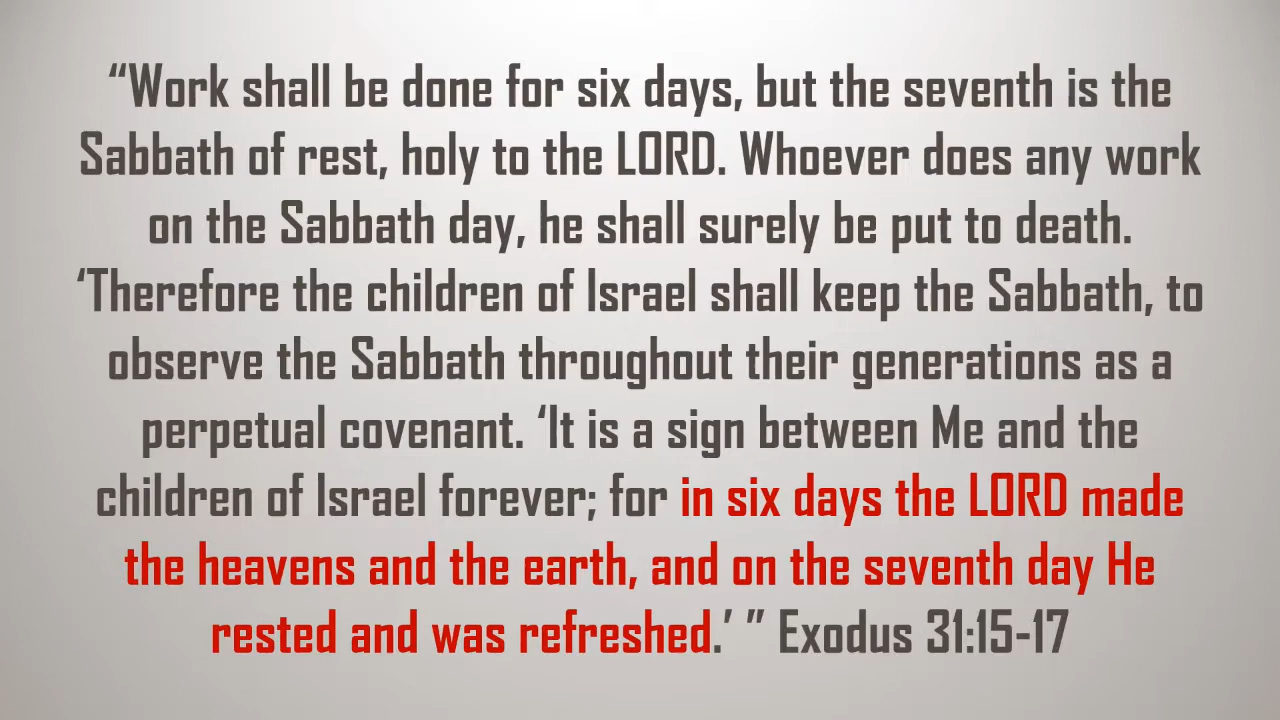 “Work shall be done for six days, but the seventh is the
Sabbath of rest, holy to the LORD. Whoever does any work
on the Sabbath day, he shall surely be put to death.
‘Therefore the children of Israel shall keep the Sabbath, to
observe the Sabbath throughout their generations as a
perpetual covenant. ‘It is a sign between Me and the
children of Israel forever; for in six days the LORD made
the heavens and the earth, and on the seventh day He
rested and was refreshed.’ ” Exodus 31:15-17